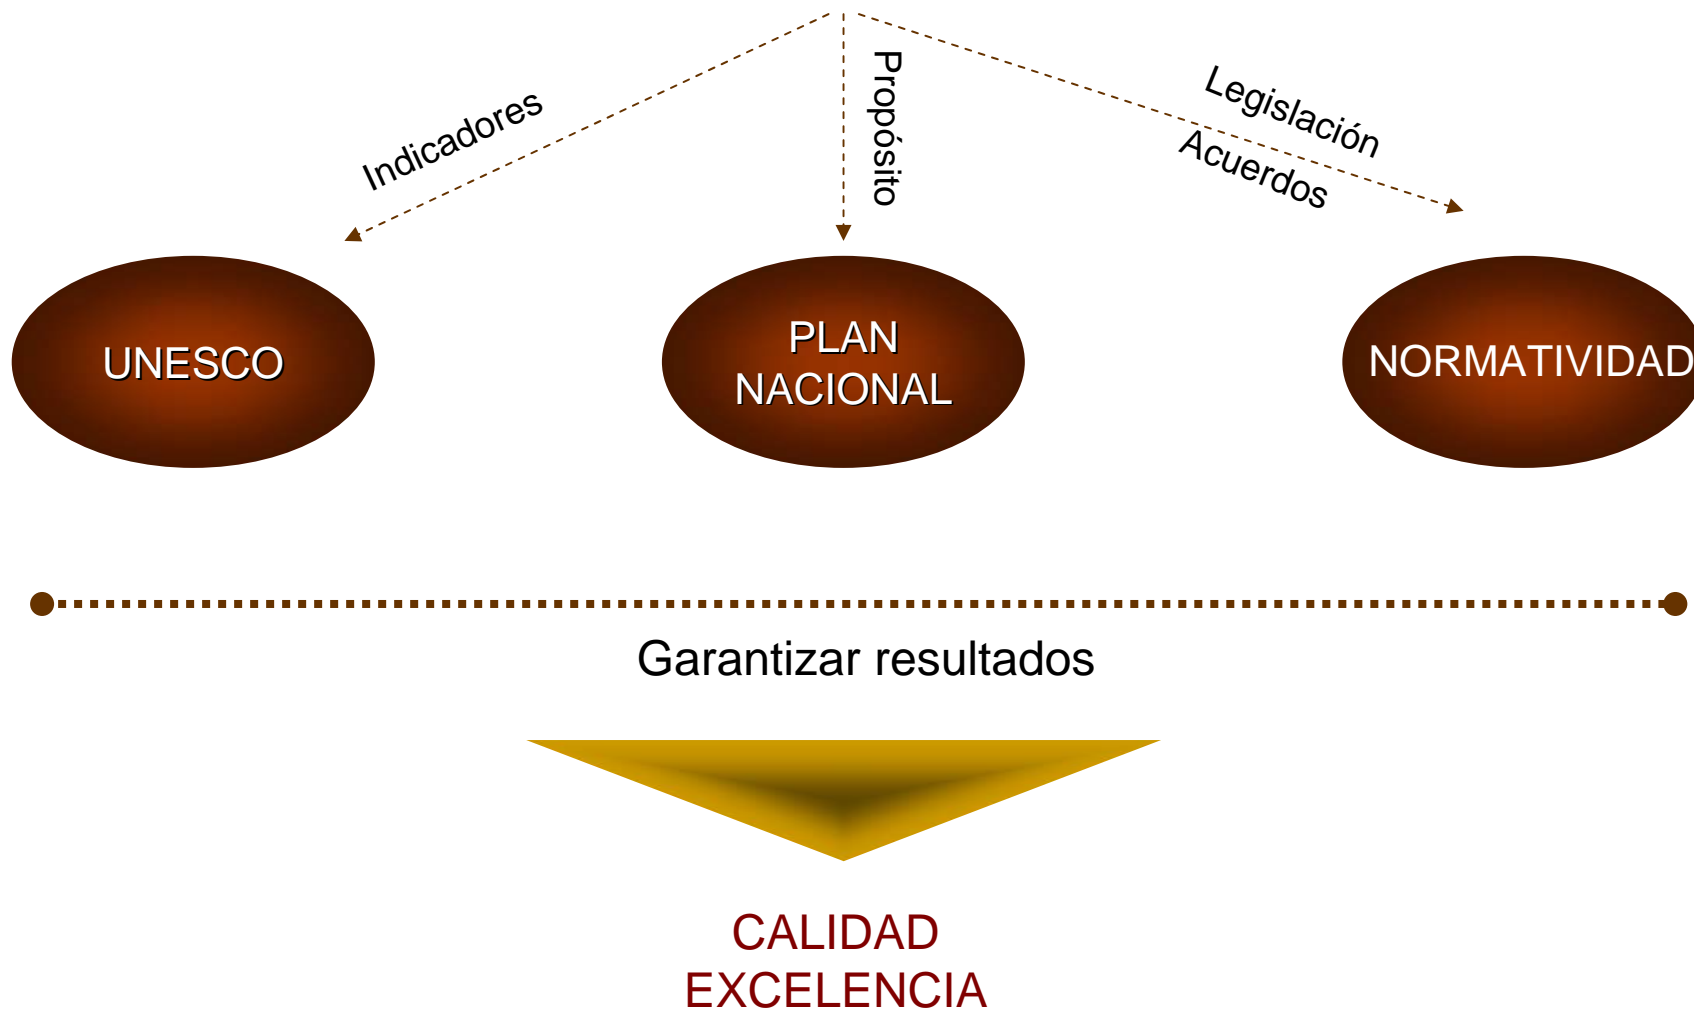 Indicadores
Propósito
Legislación
Acuerdos
UNESCO
PLAN
NACIONAL
NORMATIVIDAD
Garantizar resultados
CALIDAD
EXCELENCIA